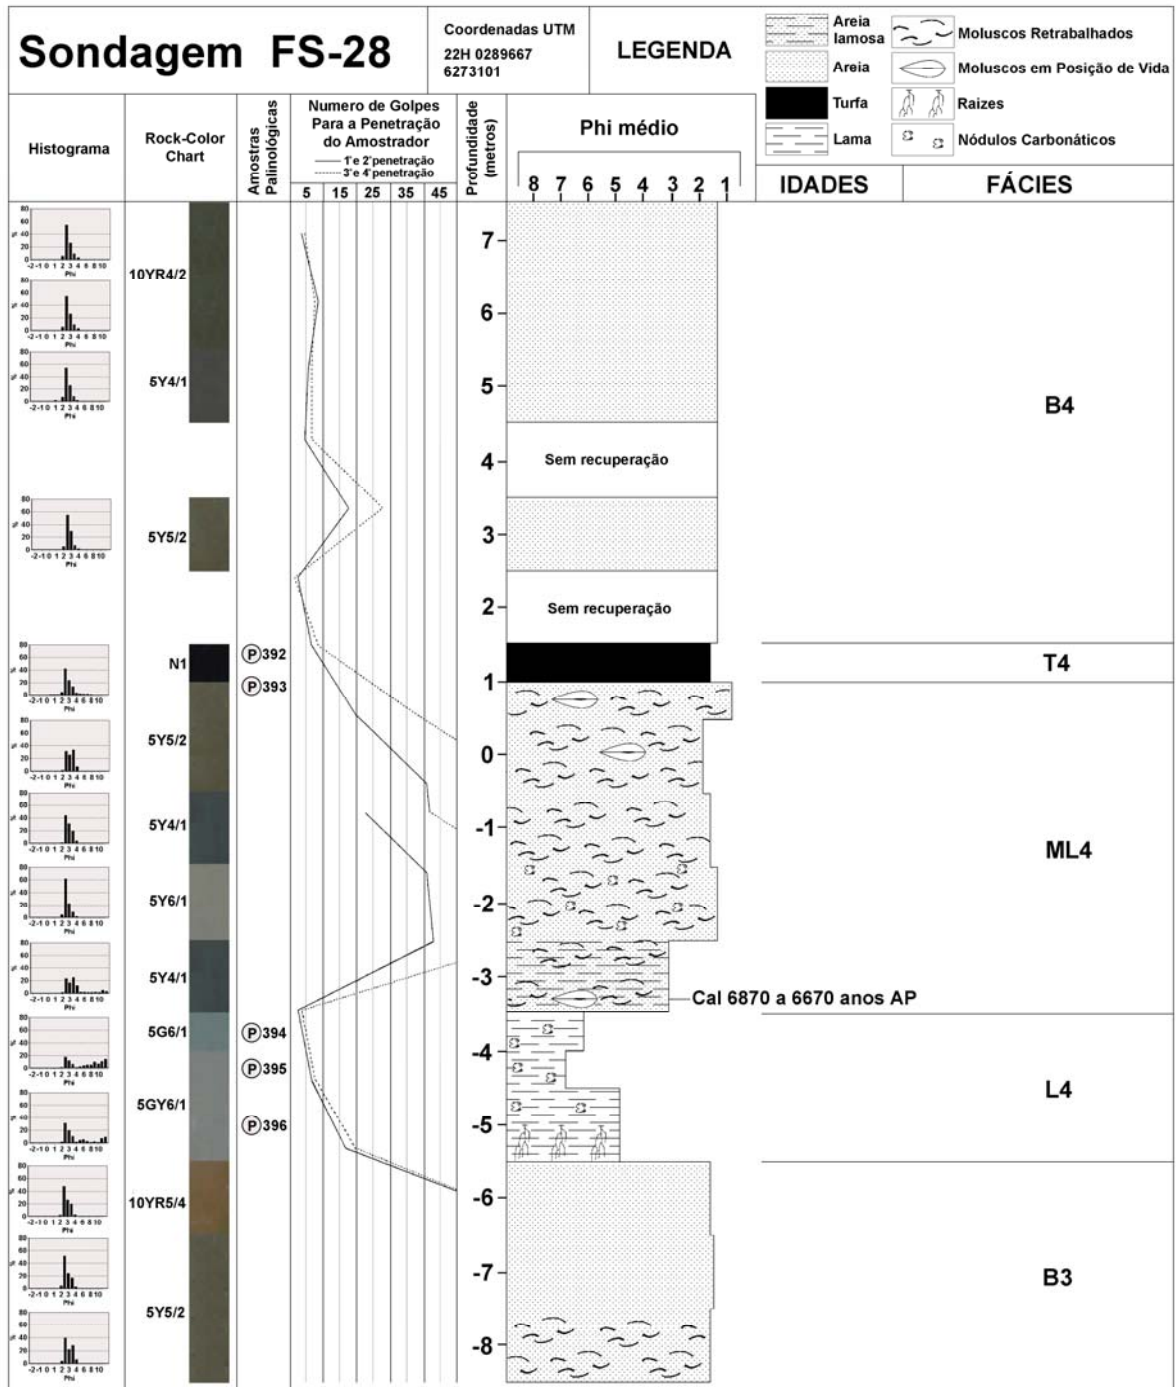 Sondagem FS-28
Coordenadas UTM
22H 0289667
6273101
LEGENDA
Areia lamosa
Moluscos Retrabalhados
Areia
Moluscos em Posição de Vida
Turfa
Raizes
Lama
Nódulos Carbonáticos
Histograma
Rock-Color
Chart
Amostras
Palinológicas
Numero de Golpes
Para a Penetração
do Amostrador
1ª e 2ª penetração
3ª e 4ª penetração
5 15 25 35 45
Profundidade
(metros)
Phi médio
8 7 6 5 4 3 2 1
IDADES
FÁCIES
10YR4/2
5Y4/1
5Y5/2
N1
5Y5/2
5Y4/1
5Y6/1
5Y4/1
5G6/1
5GY6/1
10YR5/4
5Y5/2
P 392
P 393
P 394
P 395
P 396
7
6
5
4
3
2
1
0
-1
-2
-3
-4
-5
-6
-7
-8
Sem recuperação
Sem recuperação
Cal 6870 a 6670 anos AP
B4
T4
ML4
L4
B3